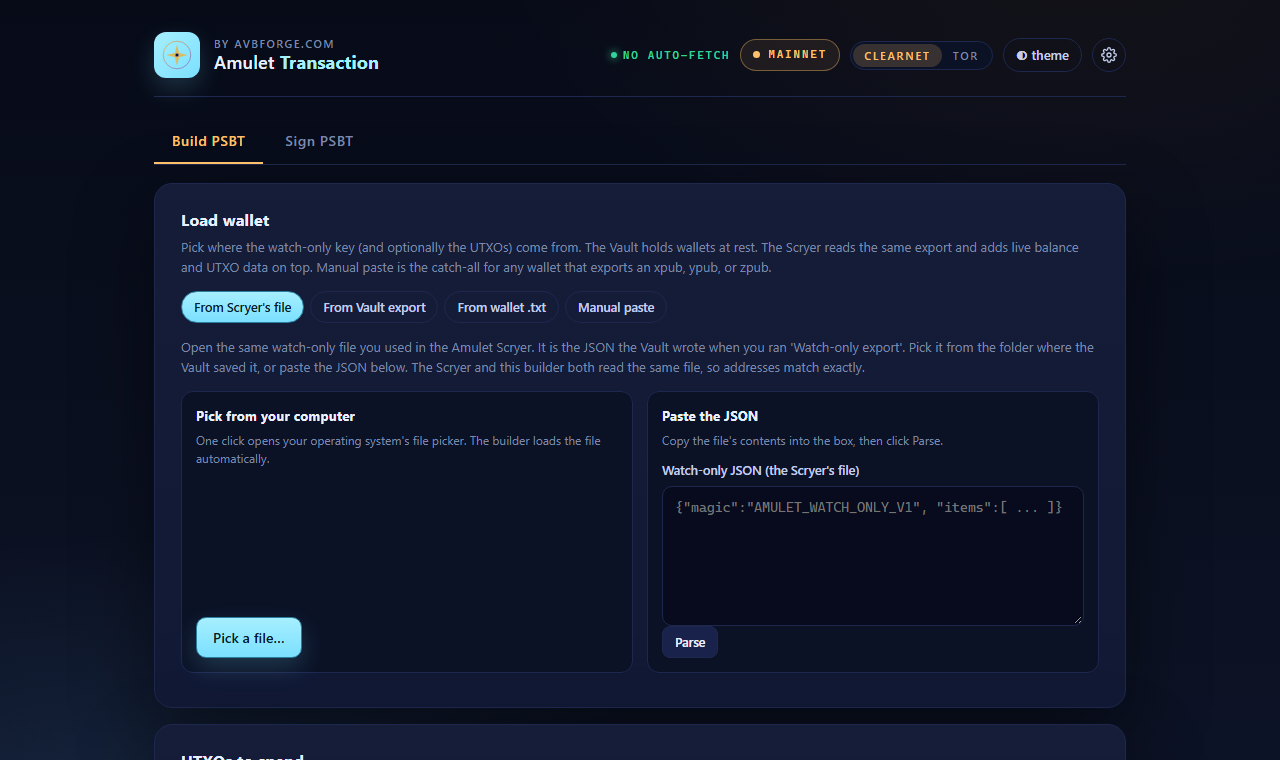 BY AVBFORGE.COM
Amulet Transaction
NO AUTO-FETCH
MAINNET
CLEARNET
TOR
theme
Build PSBT
Sign PSBT
Load wallet
Pick where the watch-only key (and optionally the UTXOs) come from. The Vault holds wallets at rest. The Scryer reads the same export and adds live balance
and UTXO data on top. Manual paste is the catch-all for any wallet that exports an xpub, ypub, or zpub.
From Scryer's file
From Vault export
From wallet .txt
Manual paste
Open the same watch-only file you used in the Amulet Scryer. It is the JSON the Vault wrote when you ran 'Watch-only export'. Pick it from the folder where the
Vault saved it, or paste the JSON below. The Scryer and this builder both read the same file, so addresses match exactly.
Pick from your computer
One click opens your operating system's file picker. The builder loads the file
automatically.
Pick a file...
Paste the JSON
Copy the file's contents into the box, then click Parse.
Watch-only JSON (the Scryer's file)
{"magic":"AMULET_WATCH_ONLY_V1", "items":[ ... ]}
Parse
UTXOs to spend